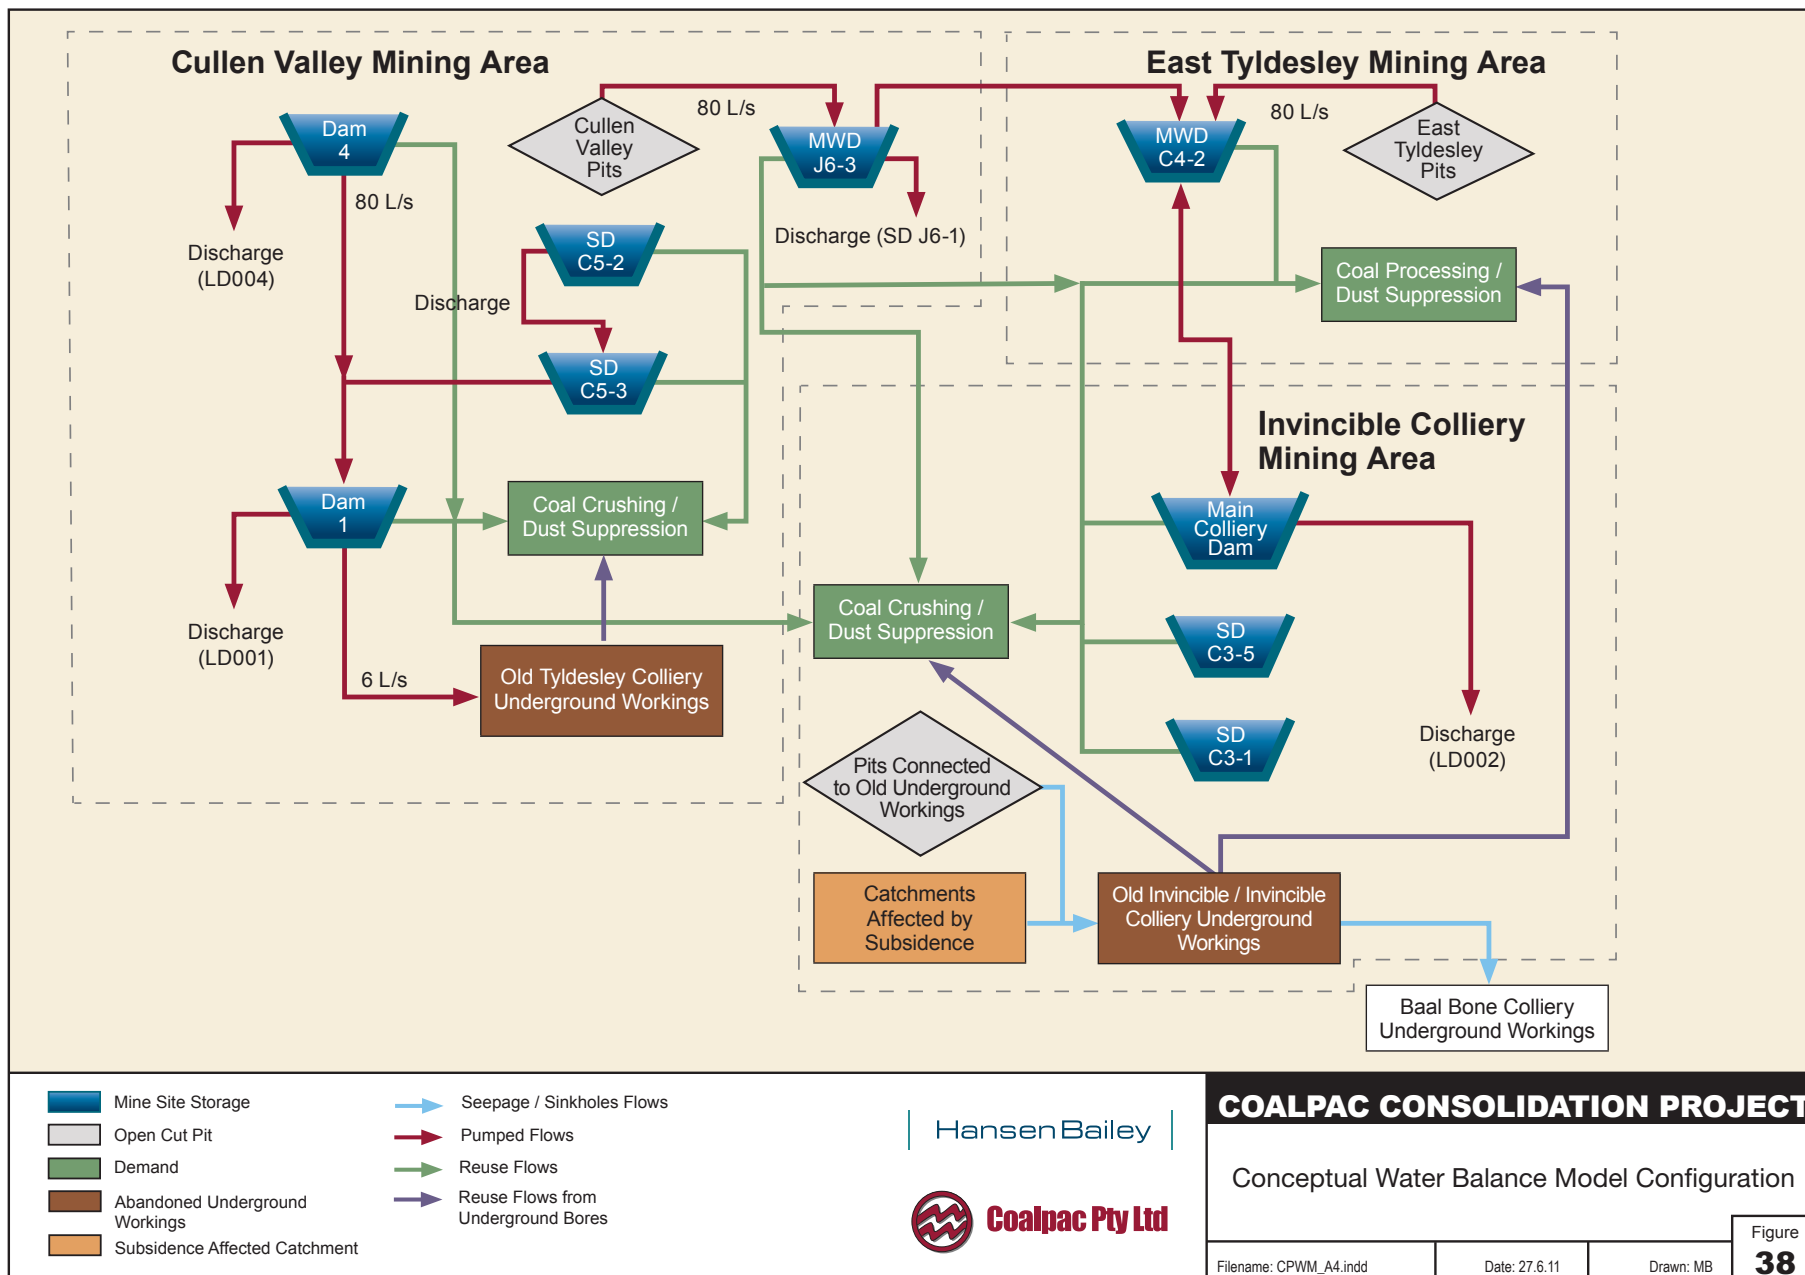 Cullen Valley Mining Area
East Tyldesley Mining Area
Dam
4
80 L/s
Discharge
(LD004)
Cullen
Valley
Pits
80 L/s
MWD
J6-3
Discharge (SD J6-1)
MWD
C4-2
80 L/s
East
Tyldesley
Pits
SD
C5-2
Discharge
SD
C5-3
Coal Processing /
Dust Suppression
Invincible Colliery
Mining Area
Dam
1
Coal Crushing /
Dust Suppression
Main
Colliery
Dam
Discharge
(LD001)
6 L/s
Old Tyldesley Colliery
Underground Workings
Coal Crushing /
Dust Suppression
SD
C3-5
SD
C3-1
Discharge
(LD002)
Pits Connected
to Old Underground
Workings
Catchments
Affected by
Subsidence
Old Invincible / Invincible
Colliery Underground
Workings
Baal Bone Colliery
Underground Workings
Mine Site Storage
Open Cut Pit
Demand
Abandoned Underground
Workings
Subsidence Affected Catchment
Seepage / Sinkholes Flows
Pumped Flows
Reuse Flows
Reuse Flows from
Underground Bores
Hansen Bailey
Coalpac Pty Ltd
COALPAC CONSOLIDATION PROJECT
Conceptual Water Balance Model Configuration
Filename: CPWM_A4.indd
Date: 27.6.11
Drawn: MB
Figure
38